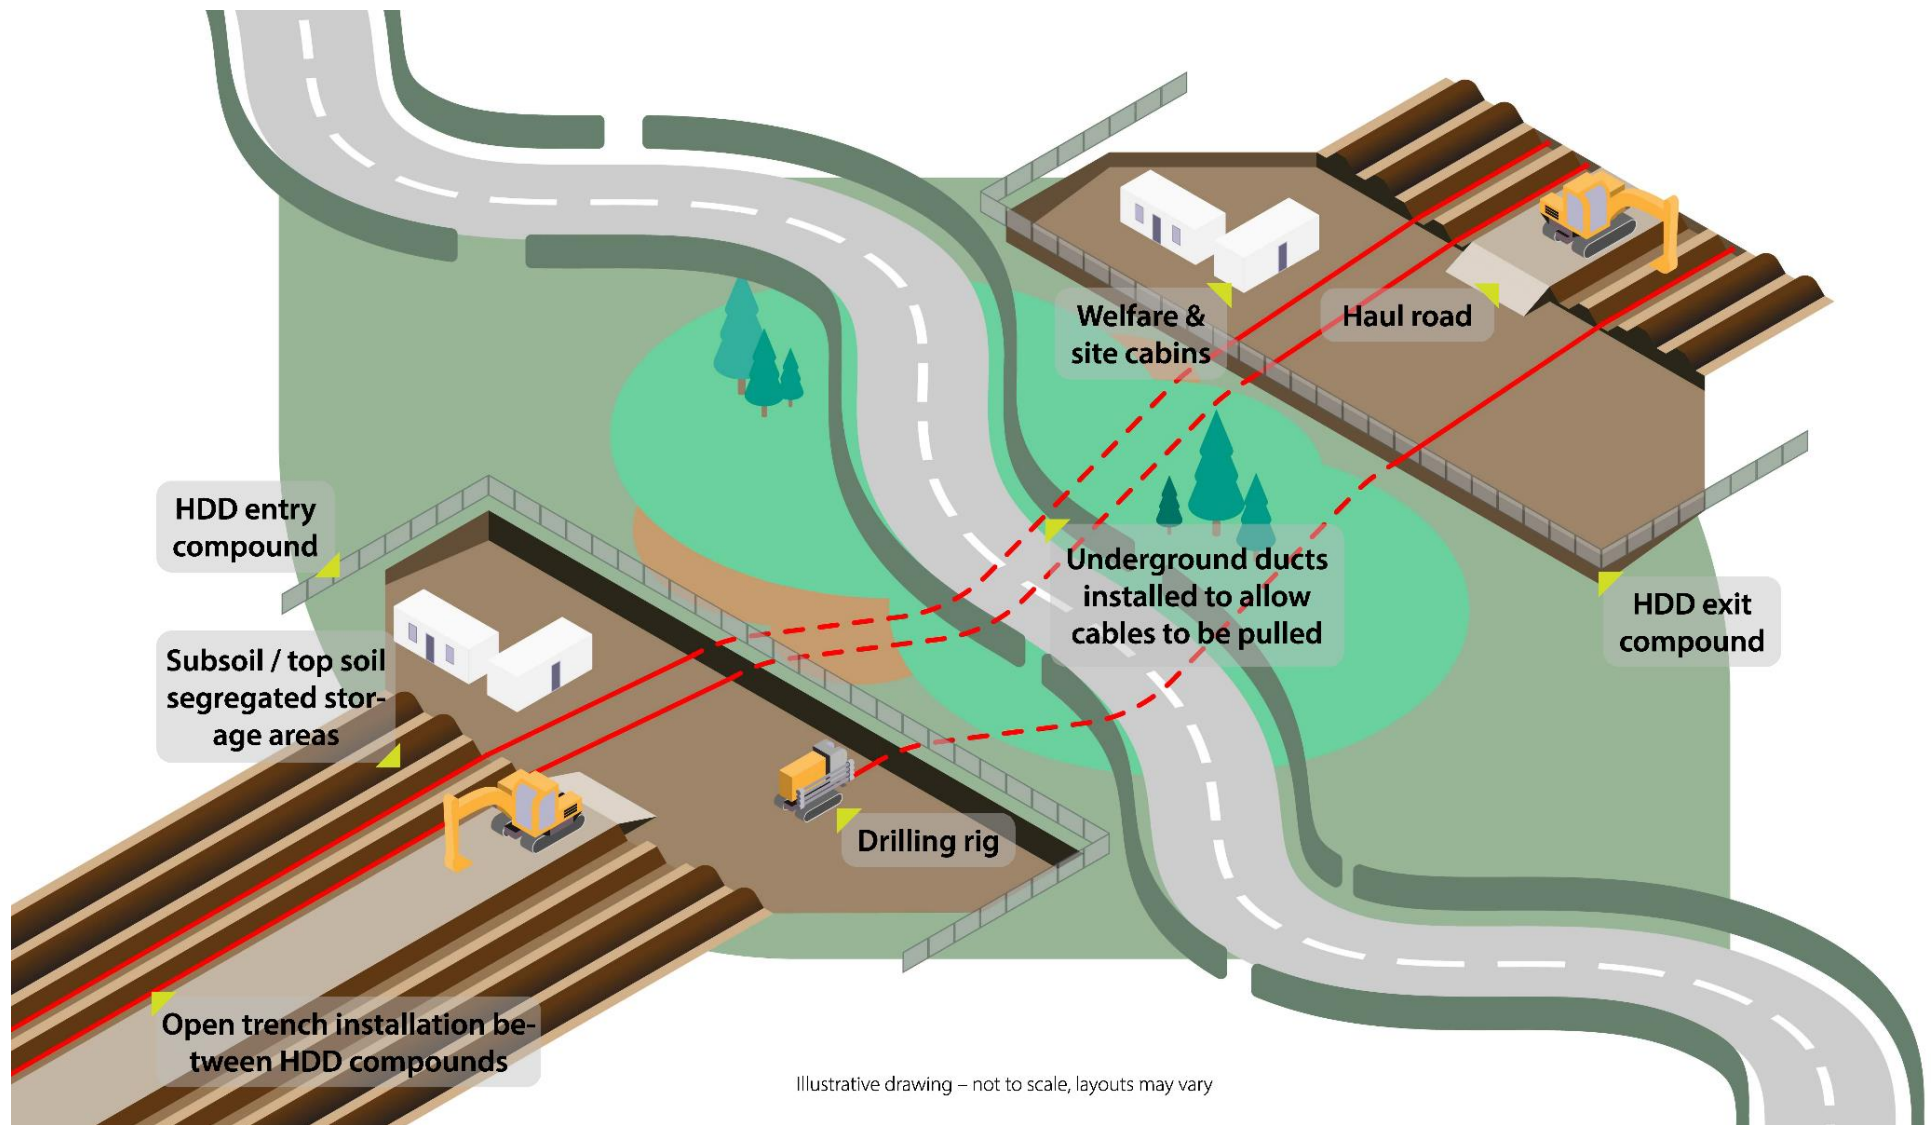 Welfare &
site cabins
Haul road
HDD entry
compound
Underground ducts
installed to allow
cables to be pulled
HDD exit
compound
Subsoil / top soil
segregated stor-
age areas
Drilling rig
Open trench installation be-
tween HDD compounds
Illustrative drawing – not to scale, layouts may vary